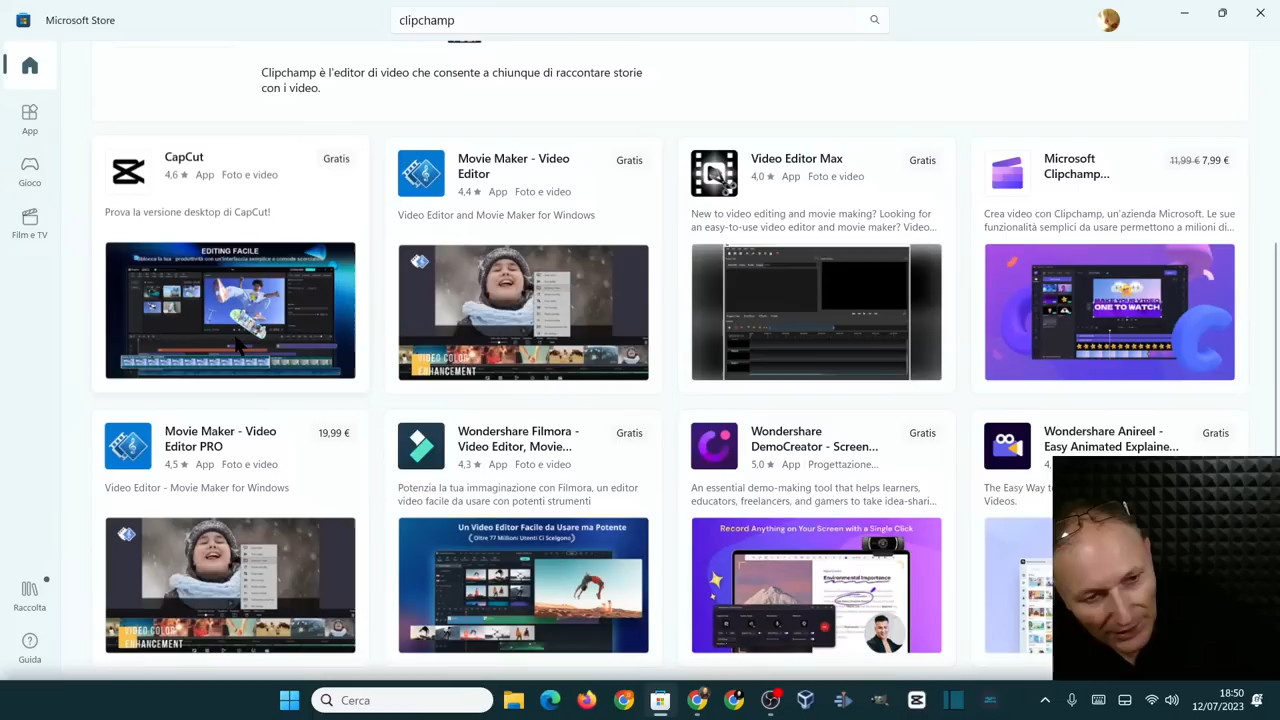 Microsoft Store
clipchamp
Clipchamp è l'editor di video che consente a chiunque di raccontare storie
con i video.
App
Gioco
Film e TV
Raccolta
Guida
CapCut
Gratis
4,6 ★ App Foto e video
Prova la versione desktop di CapCut!
EDITING FACILE
Movie Maker - Video
Editor
Gratis
4,4 ★ App Foto e video
Video Editor and Movie Maker for Windows
VIDEO COLOR
ENHANCEMENT
Video Editor Max
Gratis
4,0 ★ App Foto e video
New to video editing and movie making? Looking for
an easy-to-use video editor and movie maker? Video...
Microsoft
Clipchamp...
11,99 € 7,99 €
Crea video con Clipchamp, un'azienda Microsoft. Le sue
funzionalità semplici da usare permettono a milioni di...
MAKE YOUR VIDEO
ONE TO WATCH
Movie Maker - Video
Editor PRO
19,99 €
4,5 ★ App Foto e video
Video Editor - Movie Maker for Windows
VIDEO COLOR
ENHANCEMENT
Wondershare Filmora -
Video Editor, Movie...
Gratis
4,3 ★ App Foto e video
Potenzia la tua immaginazione con Filmora, un editor
video facile da usare con potenti strumenti
Un Video Editor Facile da Usare ma Potente
(Oltre 77 Milioni Utenti Ci Scelgono)
Wondershare
DemoCreator - Screen...
Gratis
5,0 ★ App Progettazione...
An essential demo-making tool that helps learners,
educators, freelancers, and gamers to take idea-shari...
Record Anything on Your Screen with a Single Click
Environmental Importance
Wondershare Anireel -
Easy Animated Explaine...
Gratis
4,
The Easy Way to
Videos.
Cerca
:50
12/07/2023